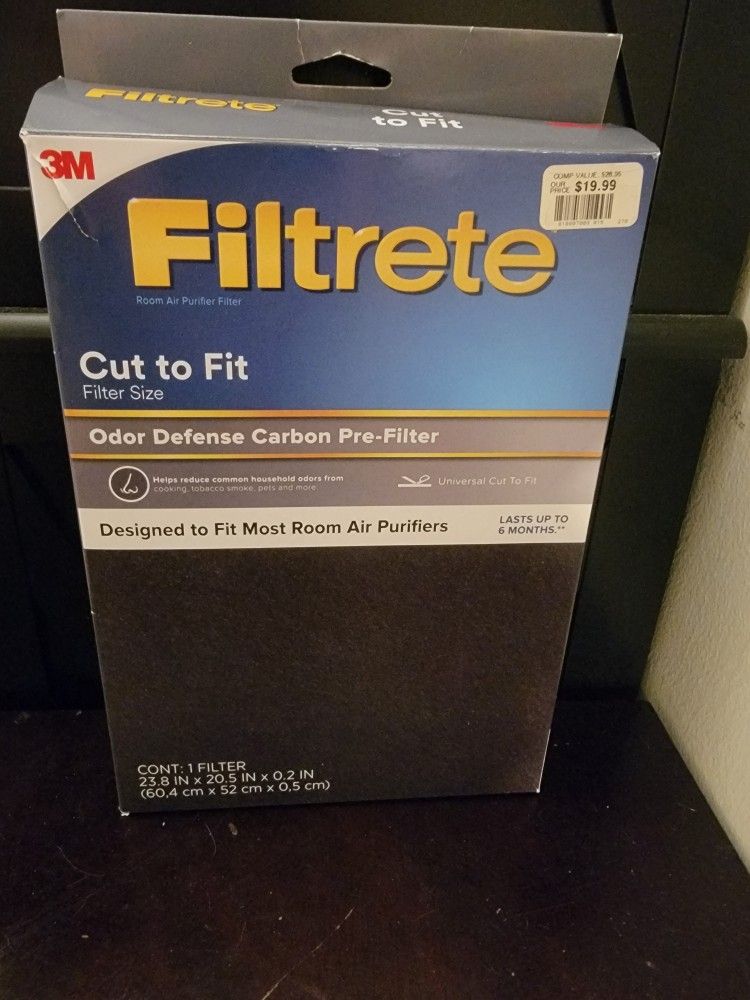 Filtrete
Cut
to Fit
3M
COMP VALUE
OUR
PRICE $19.99
Filtrete
Room Air Purifier Filter
Cut to Fit
Filter Size
Odor Defense Carbon Pre-Filter
Helps reduce common household odors from
cooking, tobacco smoke, pets and more.
Universal Cut To Fit
Designed to Fit Most Room Air Purifiers
LASTS UP TO
6 MONTHS.**
CONT: 1 FILTER
23.8 IN x 20.5 IN x 0.2 IN
(60,4 cm x 52 cm x 0,5 cm)